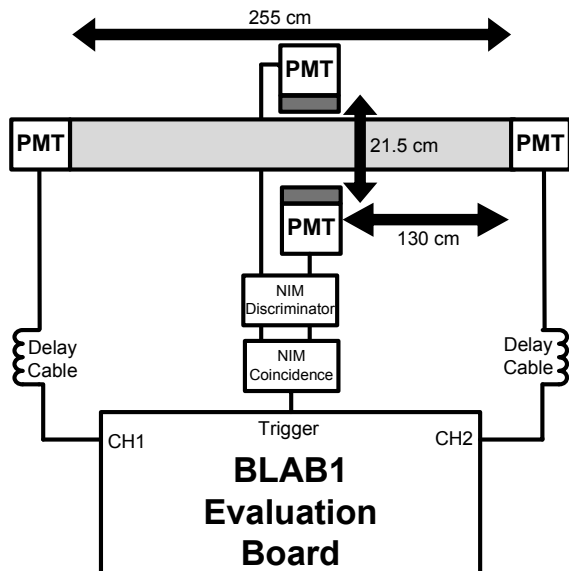 255 cm
PMT
PMT
21.5 cm
PMT
PMT
130 cm
NIM
Discriminator
Delay
Cable
NIM
Coincidence
Delay
Cable
Trigger
CH1
CH2
BLAB1
Evaluation
Board